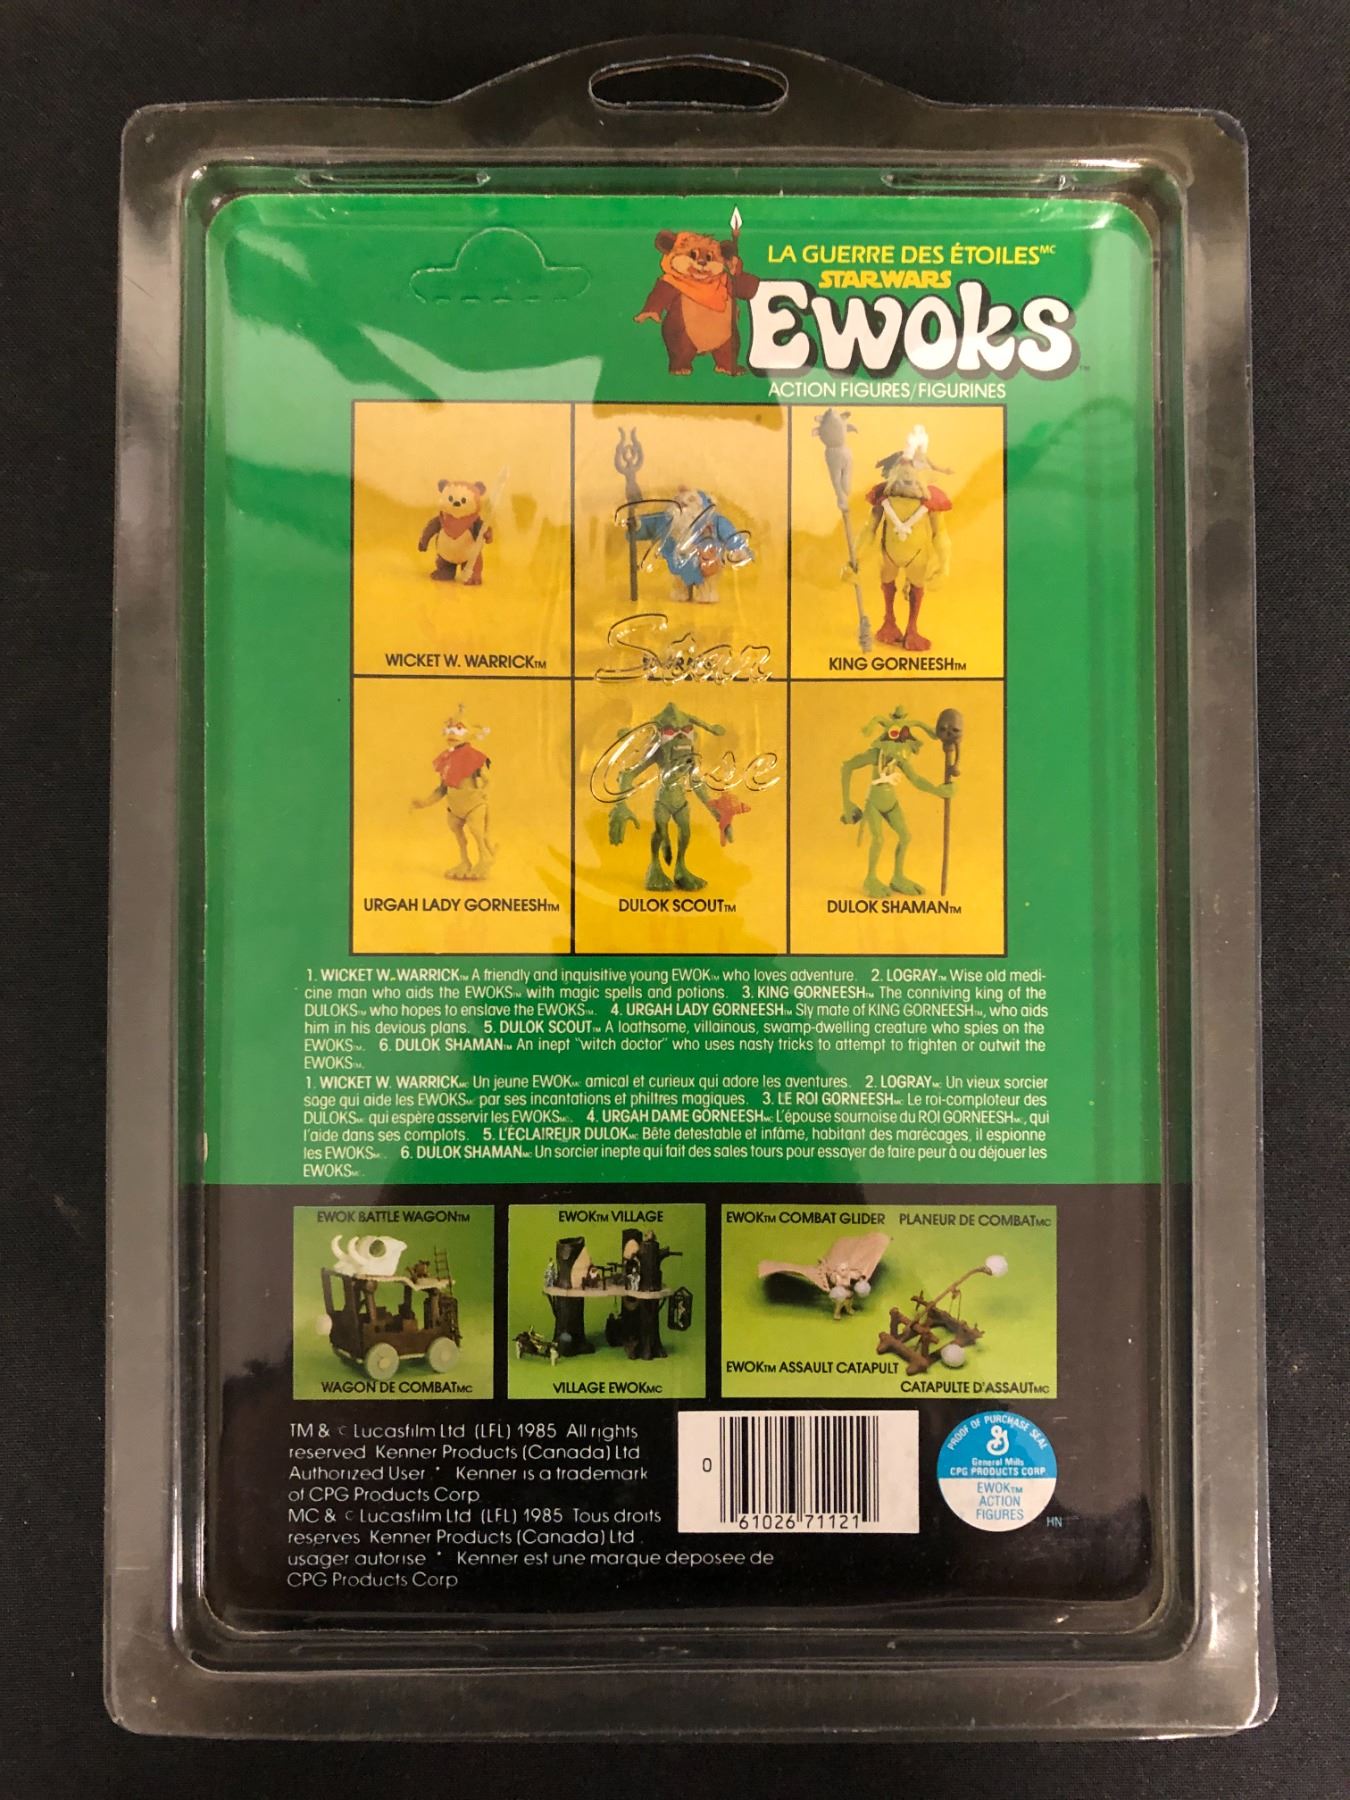 LA GUERRE DES ÉTOILES MC
STAR WARS
EWOKS TM
ACTION FIGURES/FIGURINES
The
WICKET W. WARRICK TM
Star
KING GORNEESH TM
Case
URGAH LADY GORNEESH TM
DULOK SCOUT TM
DULOK SHAMAN TM
1. WICKET W. WARRICK TM A friendly and inquisitive young EWOK TM who loves adventure. 2. LOGRAY TM Wise old medi-
cine man who aids the EWOKS TM with magic spells and potions. 3. KING GORNEESH TM The conniving king of the
DULOKS TM who hopes to enslave the EWOKS TM. 4. URGAH LADY GORNEESH TM Sly mate of KING GORNEESH TM, who aids
him in his devious plans. 5. DULOK SCOUT TM A loathsome, villainous, swamp-dwelling creature who spies on the
EWOKS TM. 6. DULOK SHAMAN TM An inept "witch doctor" who uses nasty tricks to attempt to frighten or outwit the
EWOKS TM.
1. WICKET W. WARRICK MC Un jeune EWOK MC amical et curieux qui adore les aventures. 2. LOGRAY MC Un vieux sorcier
sage qui aide les EWOKS MC par ses incantations et philtres magiques. 3. LE ROI GORNEESH MC Le roi-comploteur des
DULOKS MC qui espère asservir les EWOKS MC. 4. URGAH DAME GORNEESH MC L'épouse sournoise du ROI GORNEESH MC, qui
l'aide dans ses complots. 5. L'ÉCLAIREUR DULOK MC Bête detestable et infâme, habitant des marécages, il espionne
les EWOKS MC. 6. DULOK SHAMAN MC Un sorcier inepte qui fait des sales tours pour essayer de faire peur à ou déjouer les
EWOKS MC.
EWOK BATTLE WAGON TM
WAGON DE COMBAT MC
EWOK TM VILLAGE
VILLAGE EWOK MC
EWOK TM COMBAT GLIDER PLANEUR DE COMBAT MC
EWOK TM ASSAULT CATAPULT
CATAPULTE D'ASSAUT MC
TM & © Lucasfilm Ltd (LFL) 1985 All rights
reserved Kenner Products (Canada) Ltd
Authorized User * Kenner is a trademark
of CPG Products Corp
MC & © Lucasfilm Ltd (LFL) 1985 Tous droits
reserves Kenner Products (Canada) Ltd.
usager autorise * Kenner est une marque deposee de
CPG Products Corp
0 61026 71121
PROOF OF PURCHASE SEAL
General Mills
CPG PRODUCTS CORP
EWOK TM
ACTION
FIGURES
HN